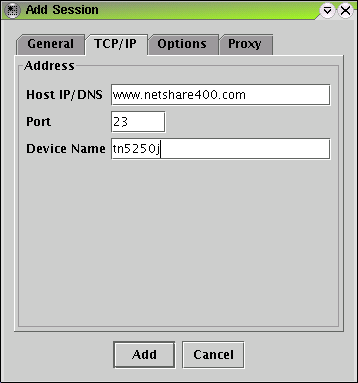 Add Session
General TCP/IP Options Proxy
Address
Host IP/DNS www.netshare400.com
Port 23
Device Name tn5250j
Add Cancel